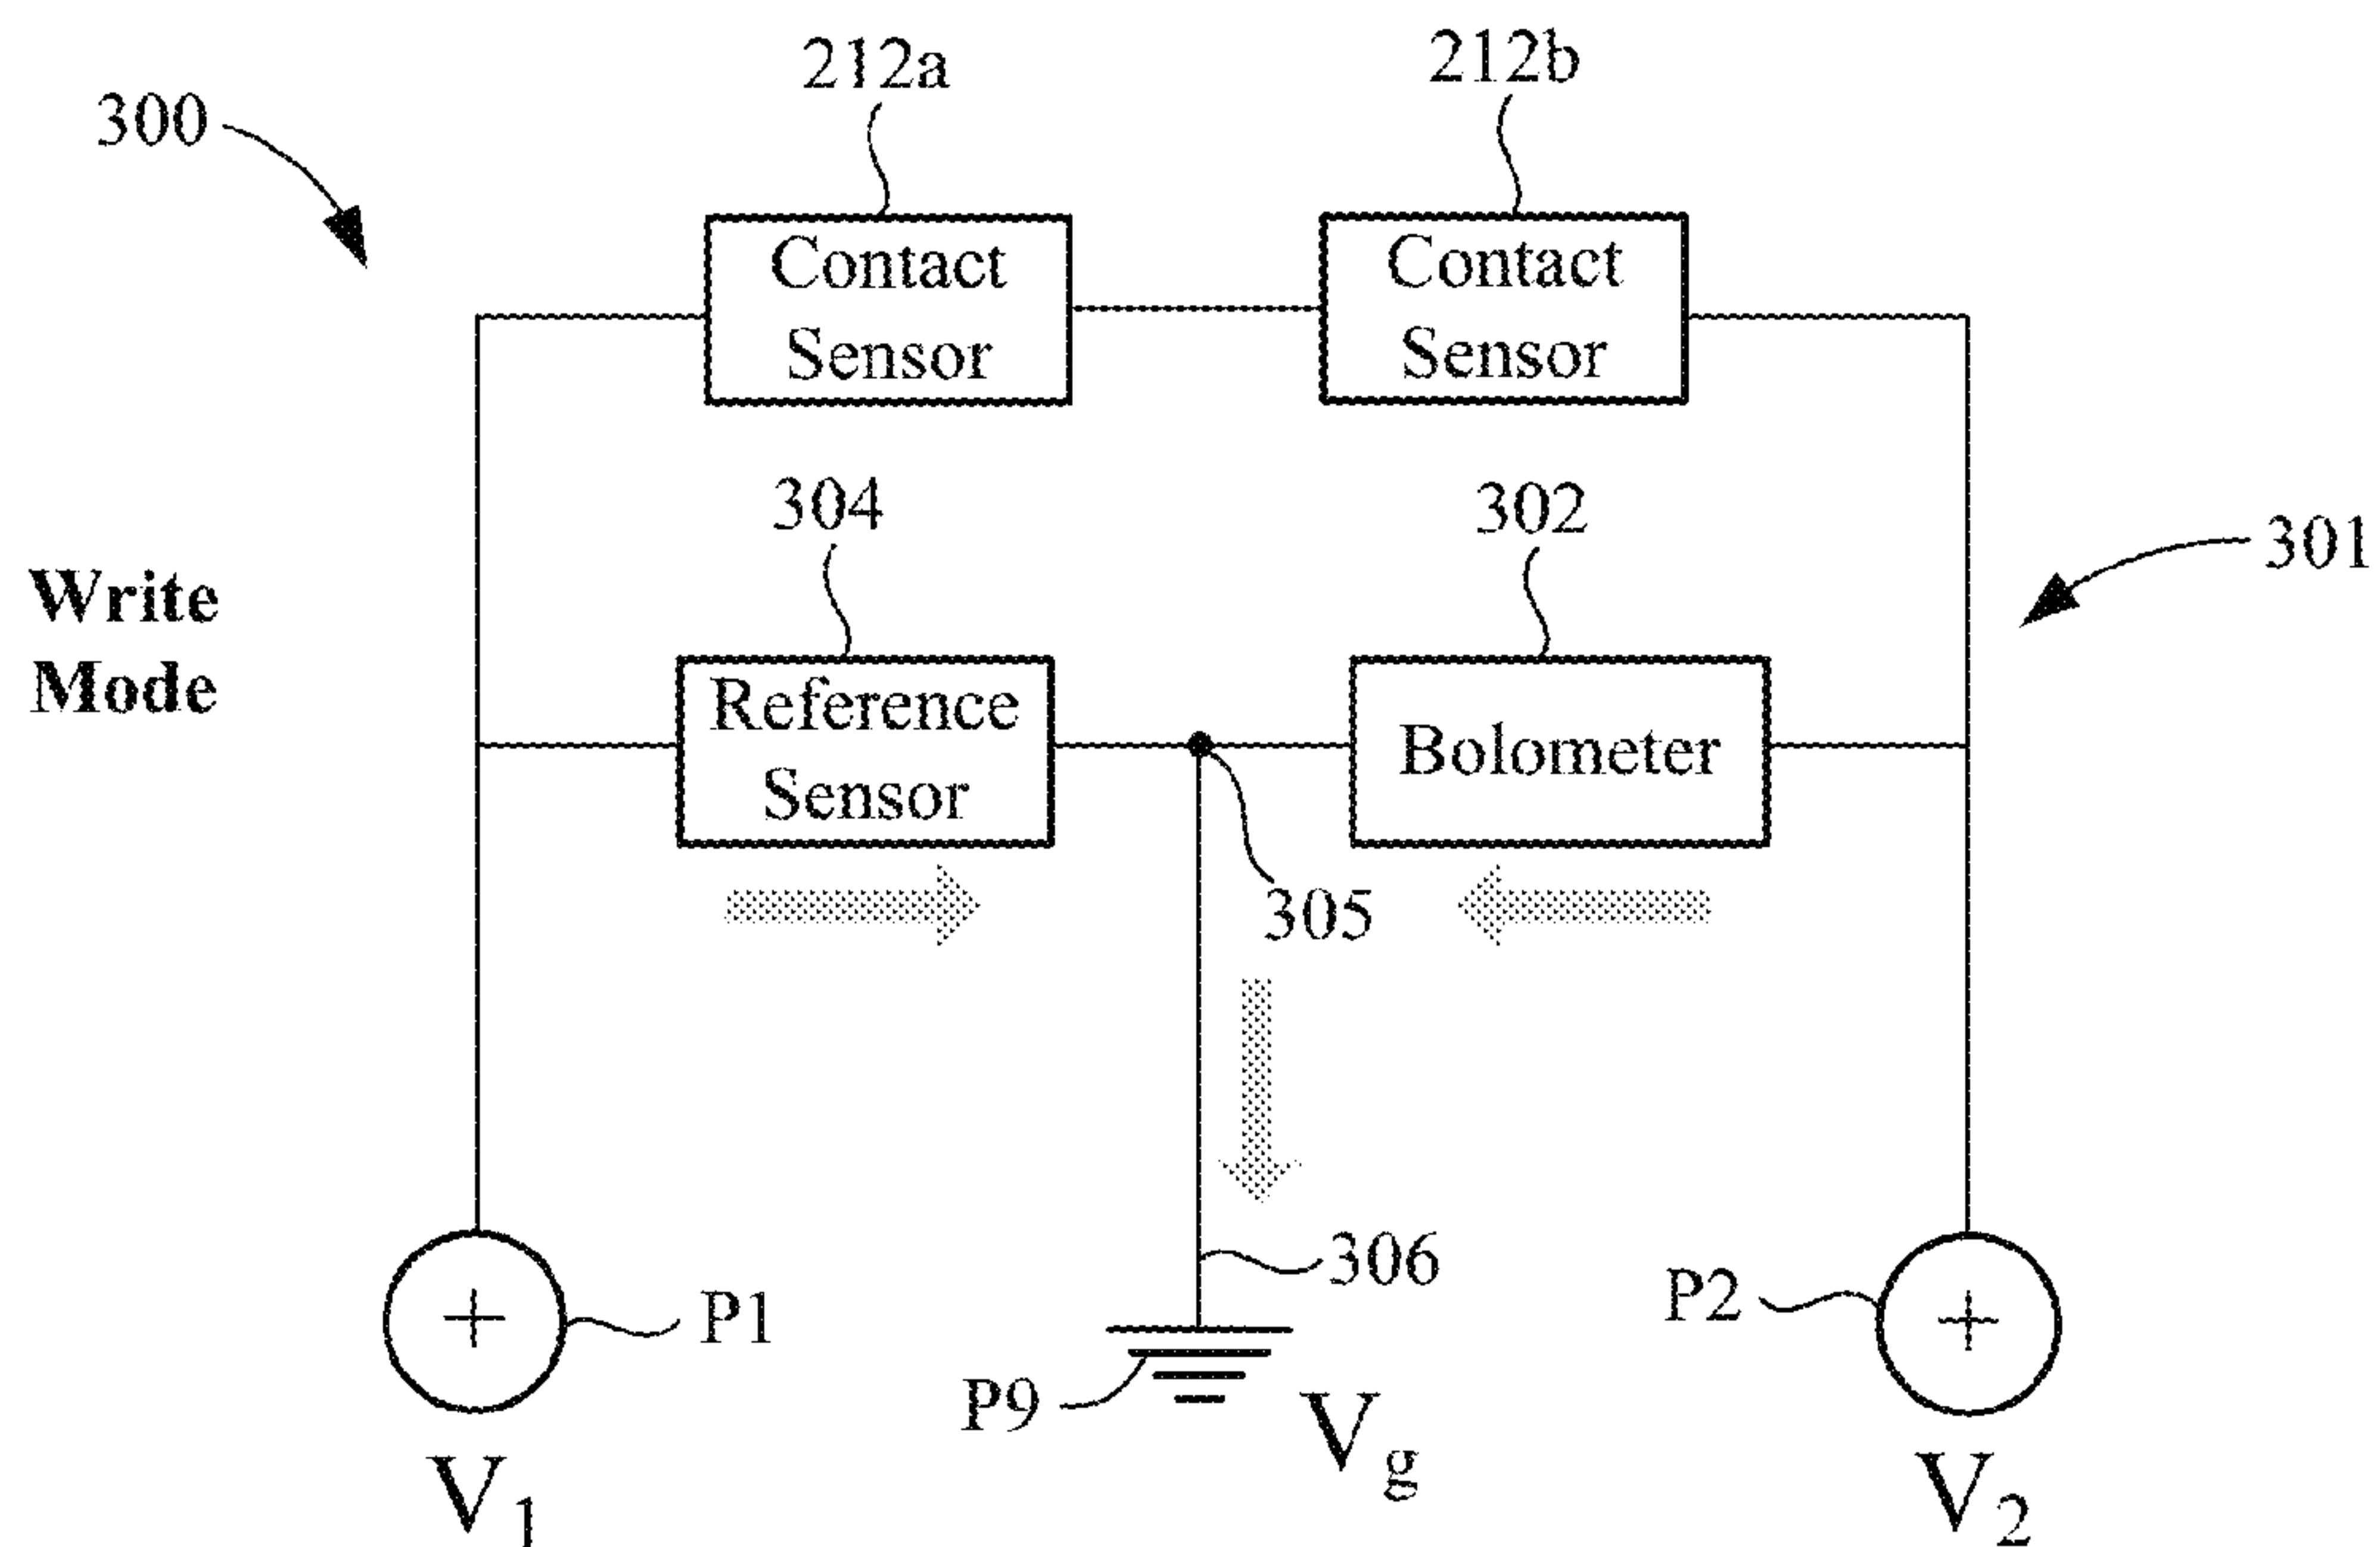 212a
212b
300
Contact
Sensor
Contact
Sensor
304
302
301
Write
Mode
Reference
Sensor
Bolometer
305
306
P1
P2
P9
Vg
V1
V2